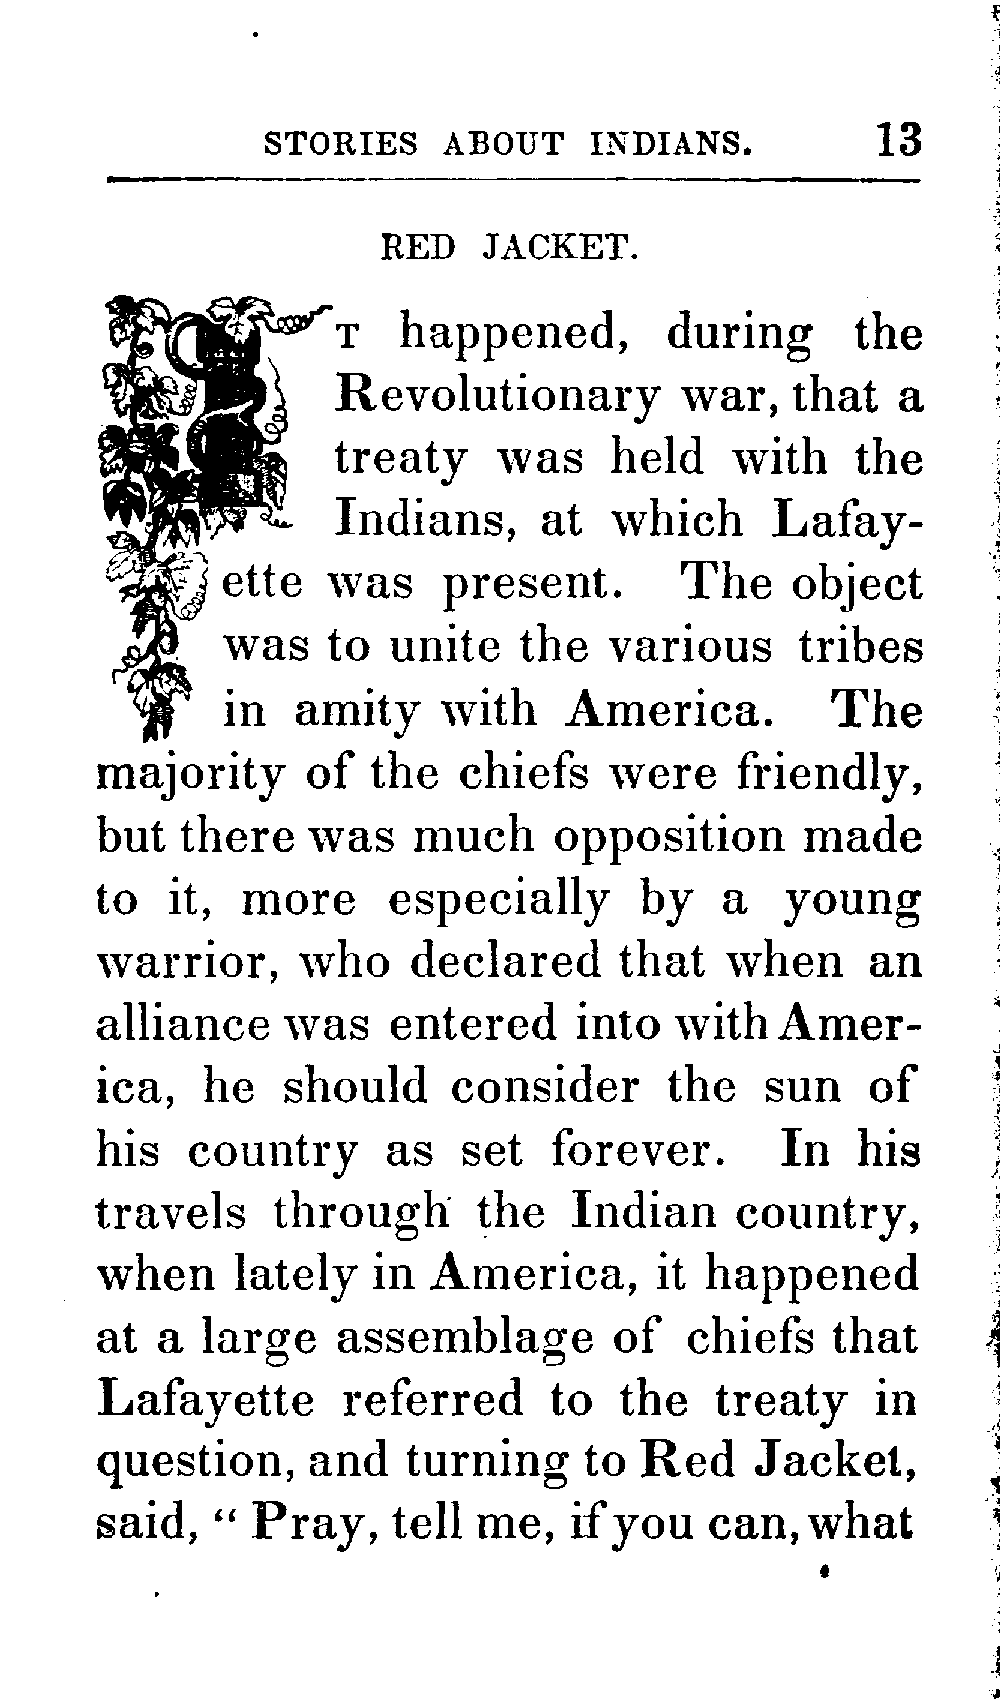 STORIES ABOUT INDIANS. 13
RED JACKET.
IT happened, during the
Revolutionary war, that a
treaty was held with the
Indians, at which Lafay-
ette was present. The object
was to unite the various tribes
in amity with America. The
majority of the chiefs were friendly,
but there was much opposition made
to it, more especially by a young
warrior, who declared that when an
alliance was entered into with Amer-
ica, he should consider the sun of
his country as set forever. In his
travels through the Indian country,
when lately in America, it happened
at a large assemblage of chiefs that
Lafayette referred to the treaty in
question, and turning to Red Jacket,
said, " Pray, tell me, if you can, what